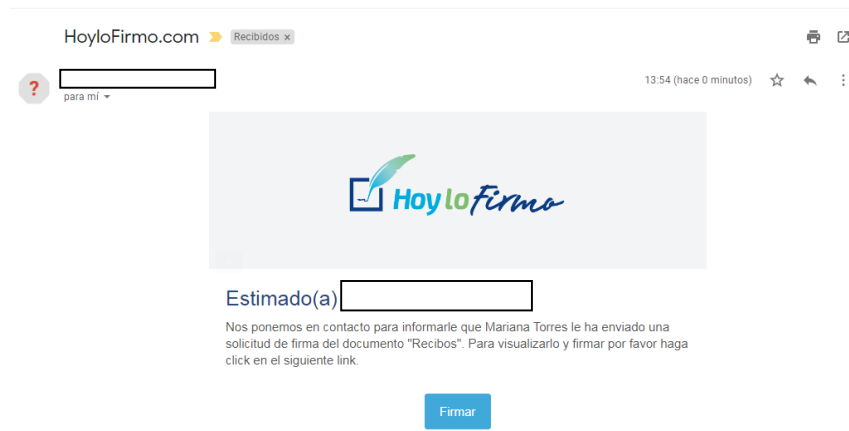 HoyloFirmo.com Recibidos x
13:54 (hace 0 minutos)
para mí
Hoy lo Firmo
Estimado(a)
Nos ponemos en contacto para informarle que Mariana Torres le ha enviado una
solicitud de firma del documento "Recibos". Para visualizarlo y firmar por favor haga
click en el siguiente link.
Firmar